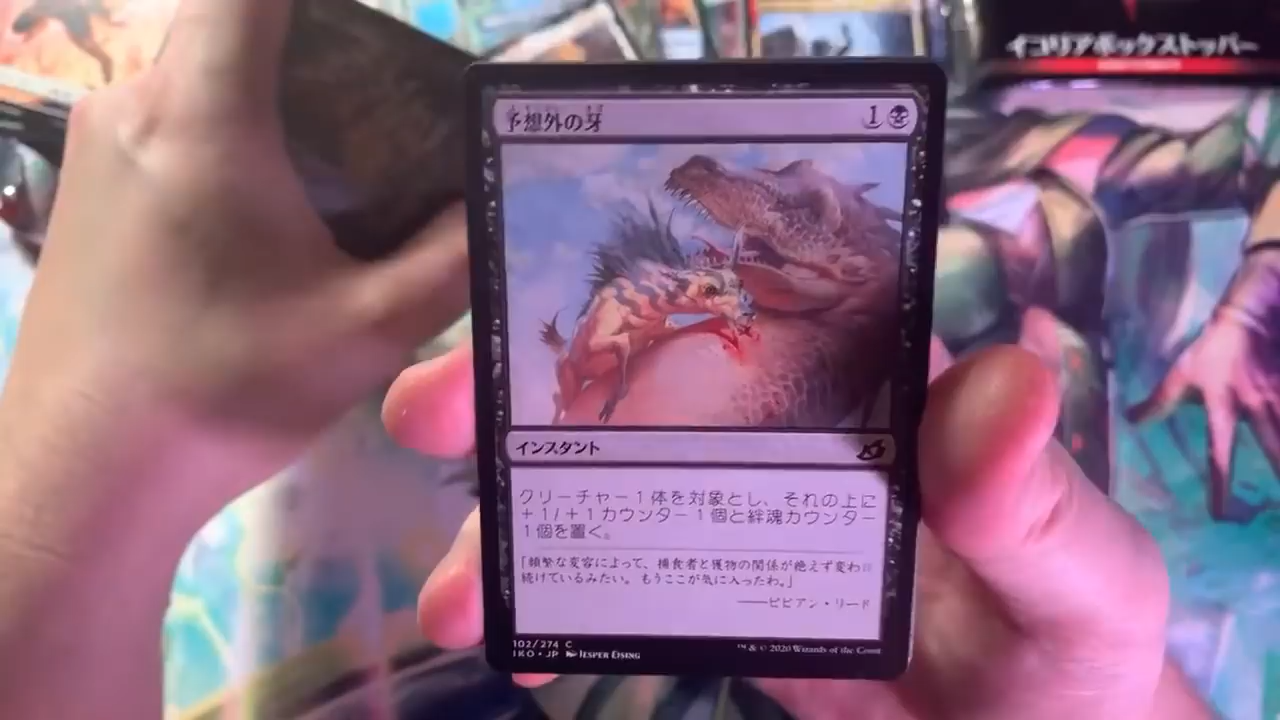 イコリアボックストッパー
予想外の牙
1
インスタント
クリーチャー1体を対象とし、それの上に
+1/+1カウンター1個と絆魂カウンター
1個を置く。
「頻繁な変容によって、捕食者と獲物の関係が絶えず変わり
続けているみたい。もうここが気に入ったわ。」
——ビビアン・リード
102/274 C
IKO・JP JESPER EJSING
™ & © 2020 Wizards of the Coast